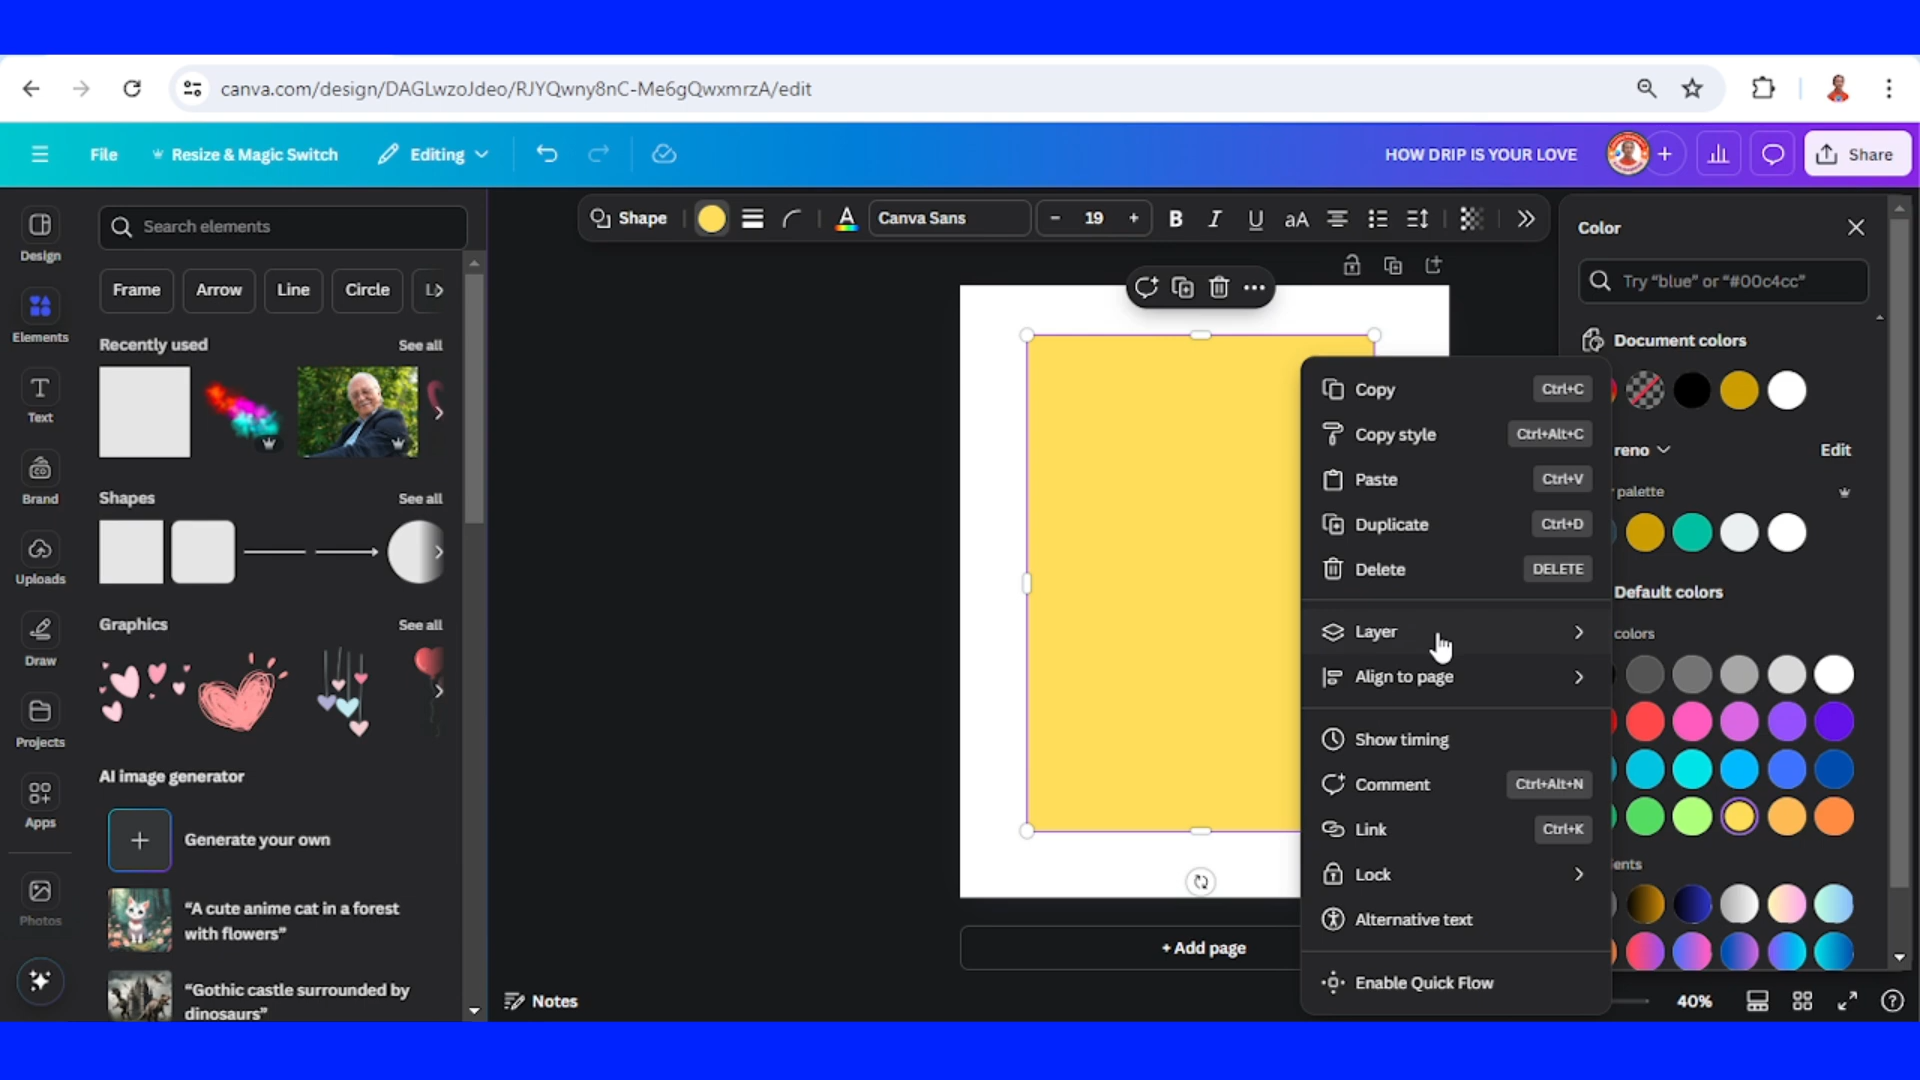 canva.com/design/DAGLwzoJdeo/RJYQwny8nC-Me6gQwxmrzA/edit
File
Resize & Magic Switch
Editing
HOW DRIP IS YOUR LOVE
Share
Design
Elements
Text
Brand
Uploads
Draw
Projects
Apps
Photos
Search elements
Frame
Arrow
Line
Circle
Recently used
See all
Shapes
See all
Graphics
See all
AI image generator
Generate your own
“A cute anime cat in a forest
with flowers”
“Gothic castle surrounded by
dinosaurs”
Shape
Canva Sans
- 19 +
B I U aA
+ Add page
Notes
Copy Ctrl+C
Copy style Ctrl+Alt+C
Paste Ctrl+V
Duplicate Ctrl+D
Delete DELETE
Layer
Align to page
Show timing
Comment Ctrl+Alt+N
Link Ctrl+K
Lock
Alternative text
Enable Quick Flow
Color
Try “blue” or “#00c4cc”
Document colors
reno
Edit
palette
Default colors
colors
ents
40%